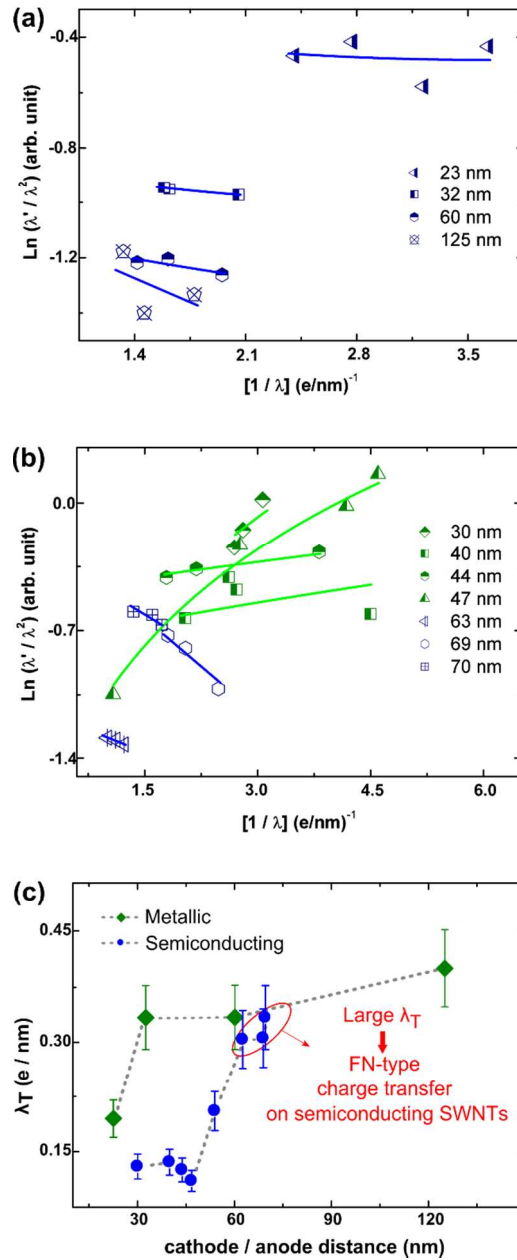 (a)
-0.4
-0.8
-1.2
Ln (λ' / λ²) (arb. unit)
23 nm
32 nm
60 nm
125 nm
1.4 2.1 2.8 3.5
[1 / λ] (e/nm)⁻¹
(b)
0.0
-0.7
-1.4
Ln (λ' / λ²) (arb. unit)
30 nm
40 nm
44 nm
47 nm
63 nm
69 nm
70 nm
1.5 3.0 4.5 6.0
[1 / λ] (e/nm)⁻¹
(c)
0.45
0.30
0.15
λT (e / nm)
Metallic
Semiconducting
Large λT
FN-type
charge transfer
on semiconducting SWNTs
30 60 90 120
cathode / anode distance (nm)